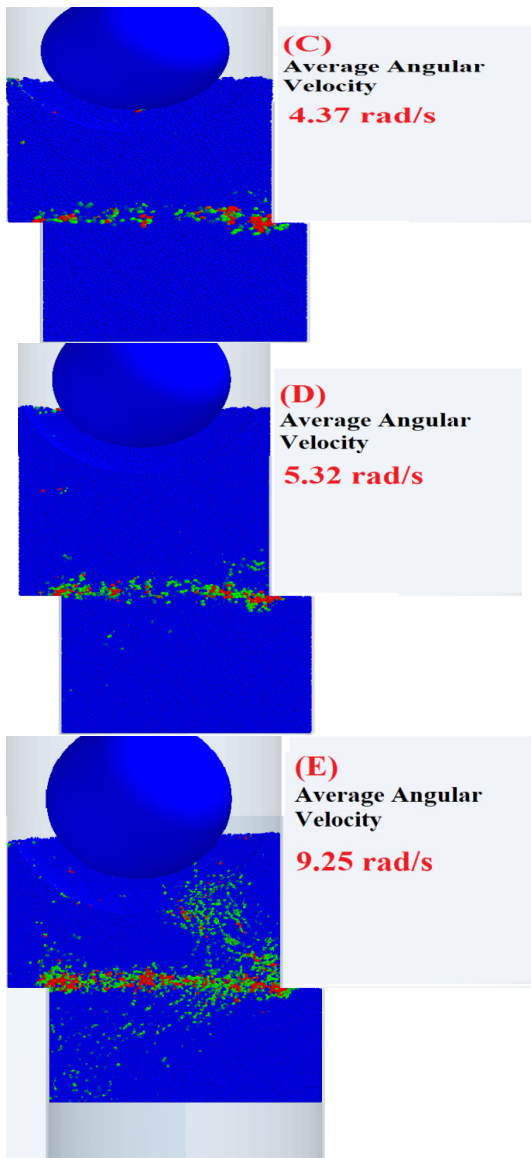 (C)
Average Angular
Velocity
4.37 rad/s
(D)
Average Angular
Velocity
5.32 rad/s
(E)
Average Angular
Velocity
9.25 rad/s